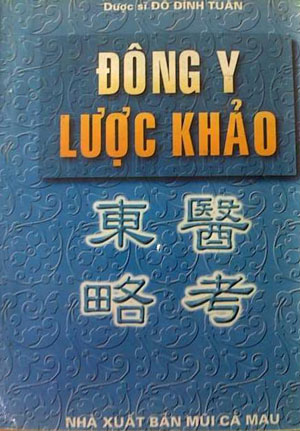 Dược sĩ ĐỖ ĐÌNH TUÂN
ĐÔNG Y
LƯỢC KHẢO
東醫
略考
NHÀ XUẤT BẢN MŨI CÀ MAU